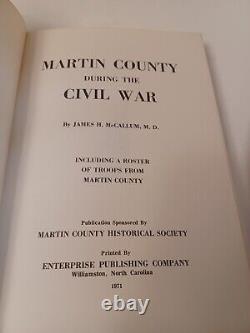 MARTIN COUNTY
DURING THE
CIVIL WAR
By JAMES H. McCALLUM, M. D.
INCLUDING A ROSTER
OF TROOPS FROM
MARTIN COUNTY
Publication Sponsored By
MARTIN COUNTY HISTORICAL SOCIETY
Printed By
ENTERPRISE PUBLISHING COMPANY
Williamston, North Carolina
1971